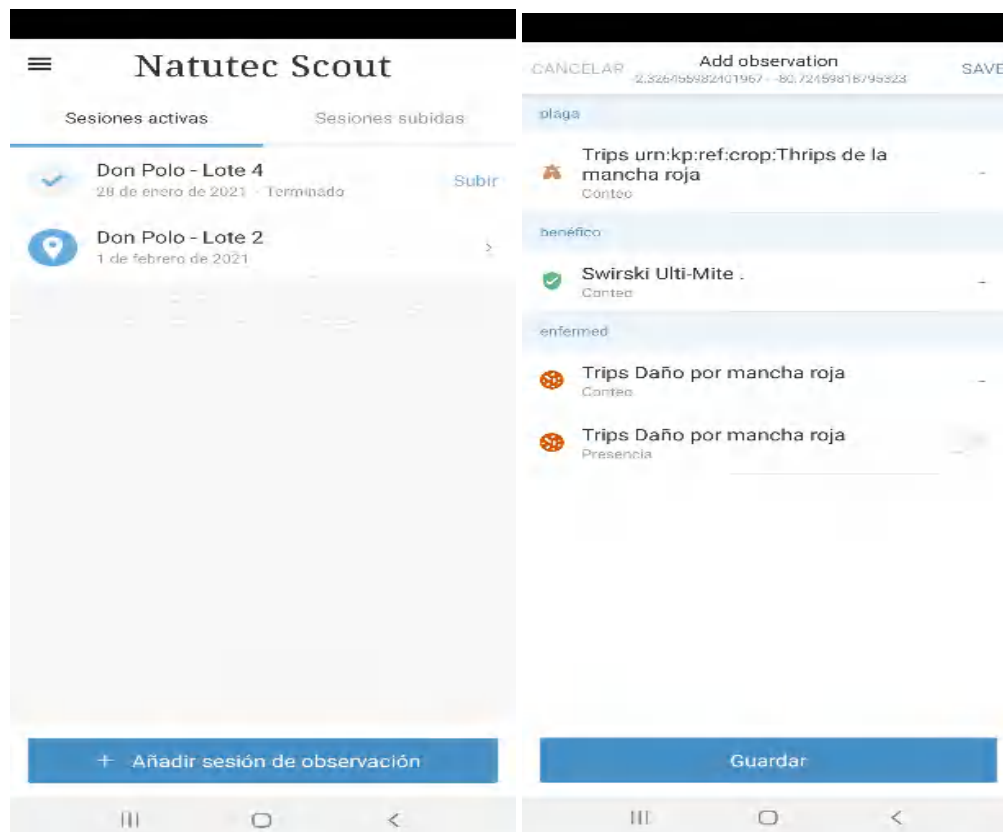 Natutec Scout
Sesiones activas
Sesiones subidas
Don Polo - Lote 4
28 de enero de 2021 - Terminado
Subir
Don Polo - Lote 2
1 de febrero de 2021
+ Añadir sesión de observación
CANCELAR
Add observation
SAVE
plaga
Trips urn:kp:ref:crop:Thrips de la
mancha roja
Conteo
benéfico
Swirski Ulti-Mite .
Conteo
enfermed
Trips Daño por mancha roja
Conteo
Trips Daño por mancha roja
Presencia
Guardar